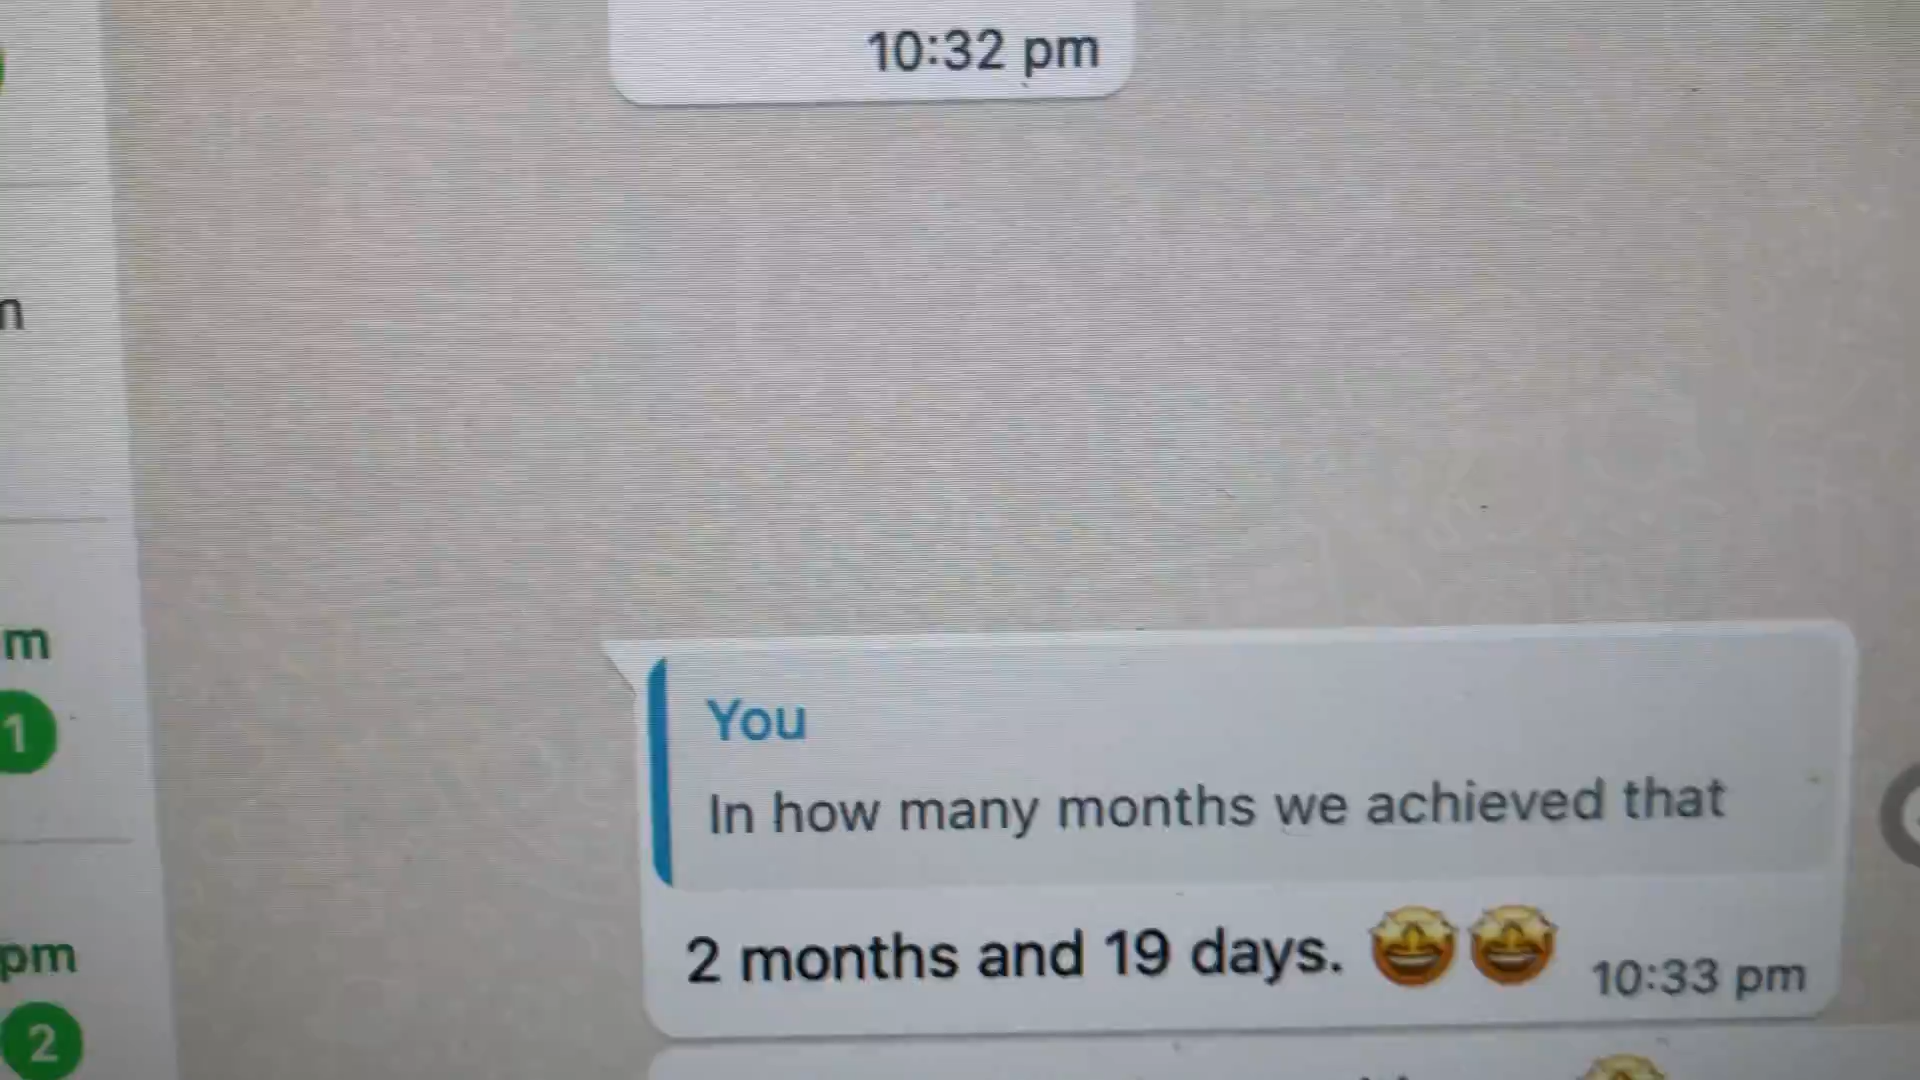 10:32 pm
m
1
You
In how many months we achieved that
2 months and 19 days. 🤩🤩
10:33 pm
pm
2